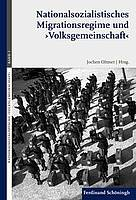 Nationalsozialistisches
Migrationsregime und
›Volksgemeinschaft‹
Jochen Oltmer | Hrsg.
Ferdinand Schöningh